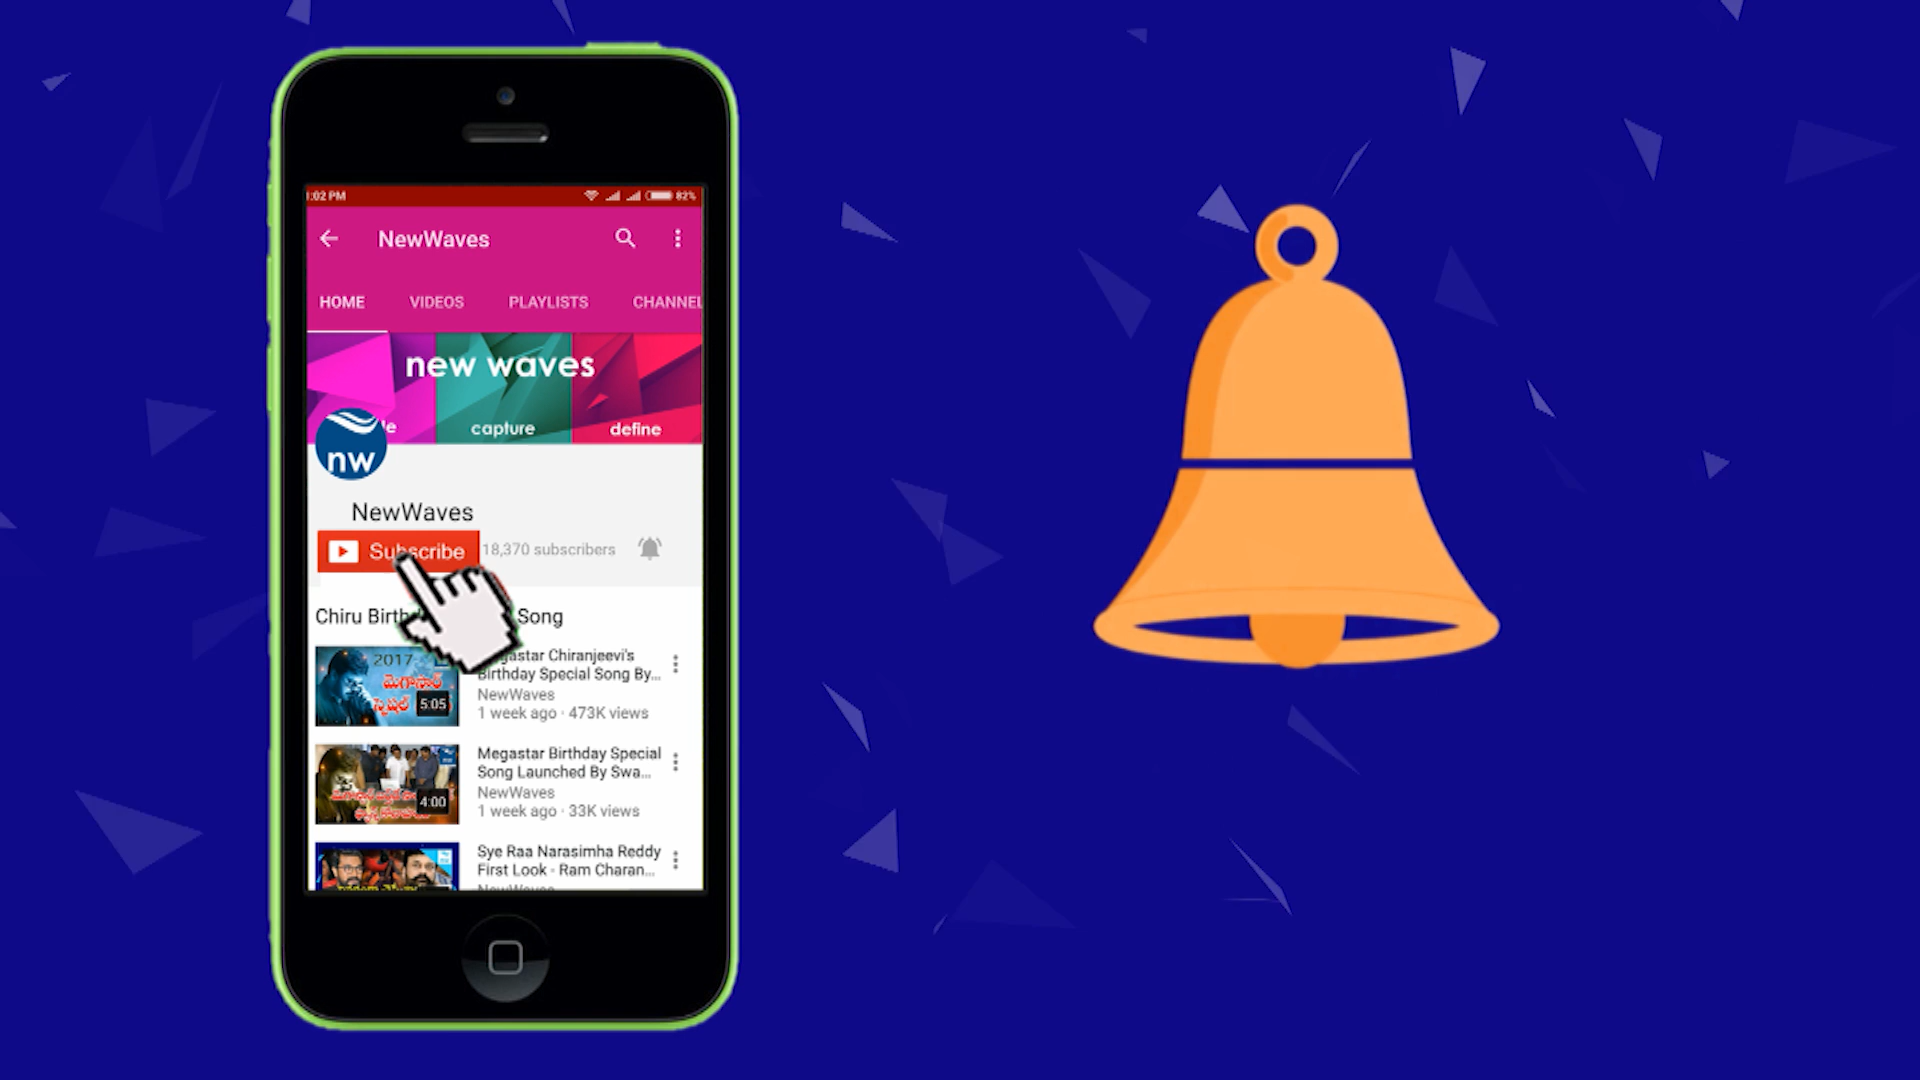 1:02 PM 82%
NewWaves
HOME VIDEOS PLAYLISTS CHANNEL
new waves
capture define
nw
NewWaves
Subscribe 18,370 subscribers
Chiru Song
2017
మెగాస్టార్
స్పెషల్ 5:05
Chiranjeevi's
Birthday Special Song By...
NewWaves
1 week ago · 473K views
4:00
Megastar Birthday Special
Song Launched By Swa...
NewWaves
1 week ago · 33K views
Sye Raa Narasimha Reddy
First Look - Ram Charan...
NewWaves